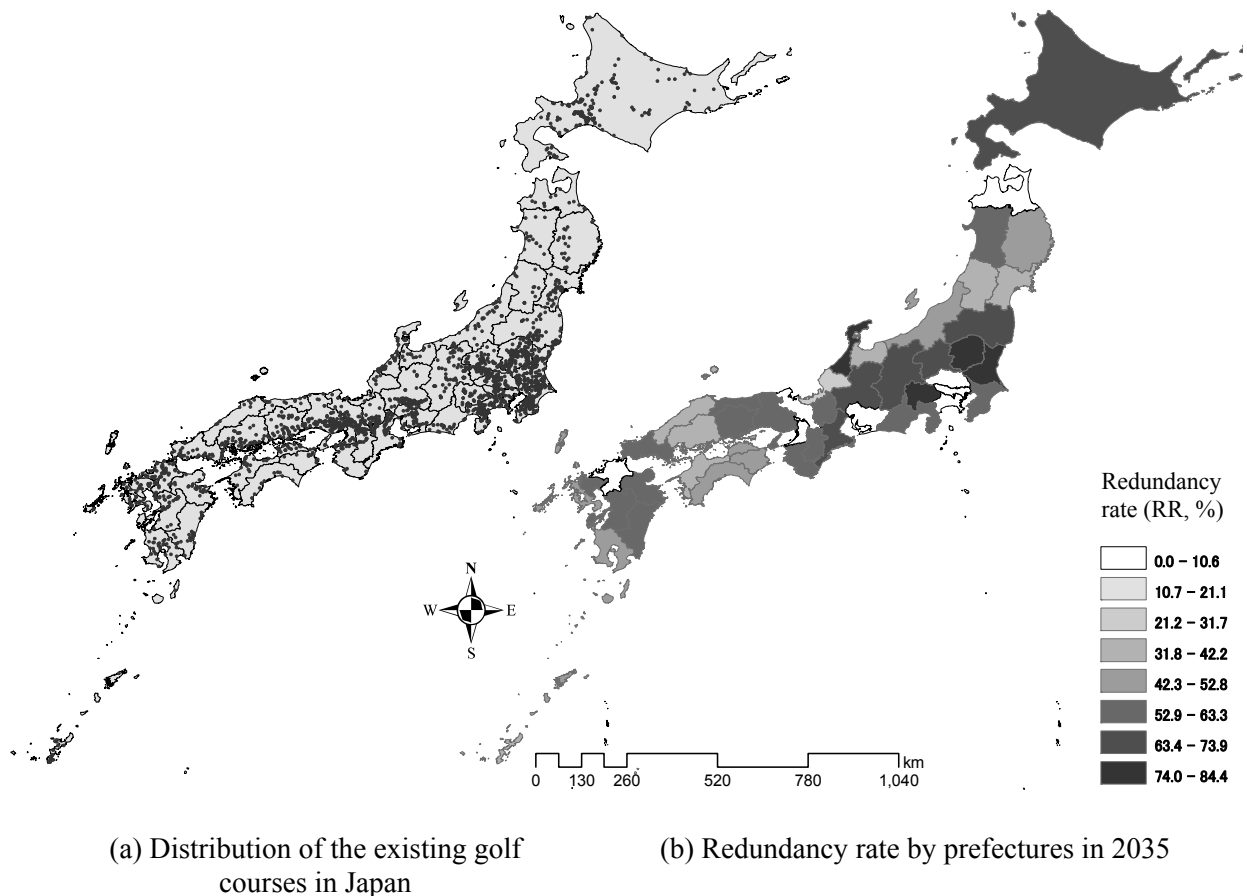 N
W
E
S
Redundancy
rate (RR, %)
0.0 – 10.6
10.7 – 21.1
21.2 – 31.7
31.8 – 42.2
42.3 – 52.8
52.9 – 63.3
63.4 – 73.9
74.0 – 84.4
km
0 130 260 520 780 1,040
(a) Distribution of the existing golf
courses in Japan
(b) Redundancy rate by prefectures in 2035